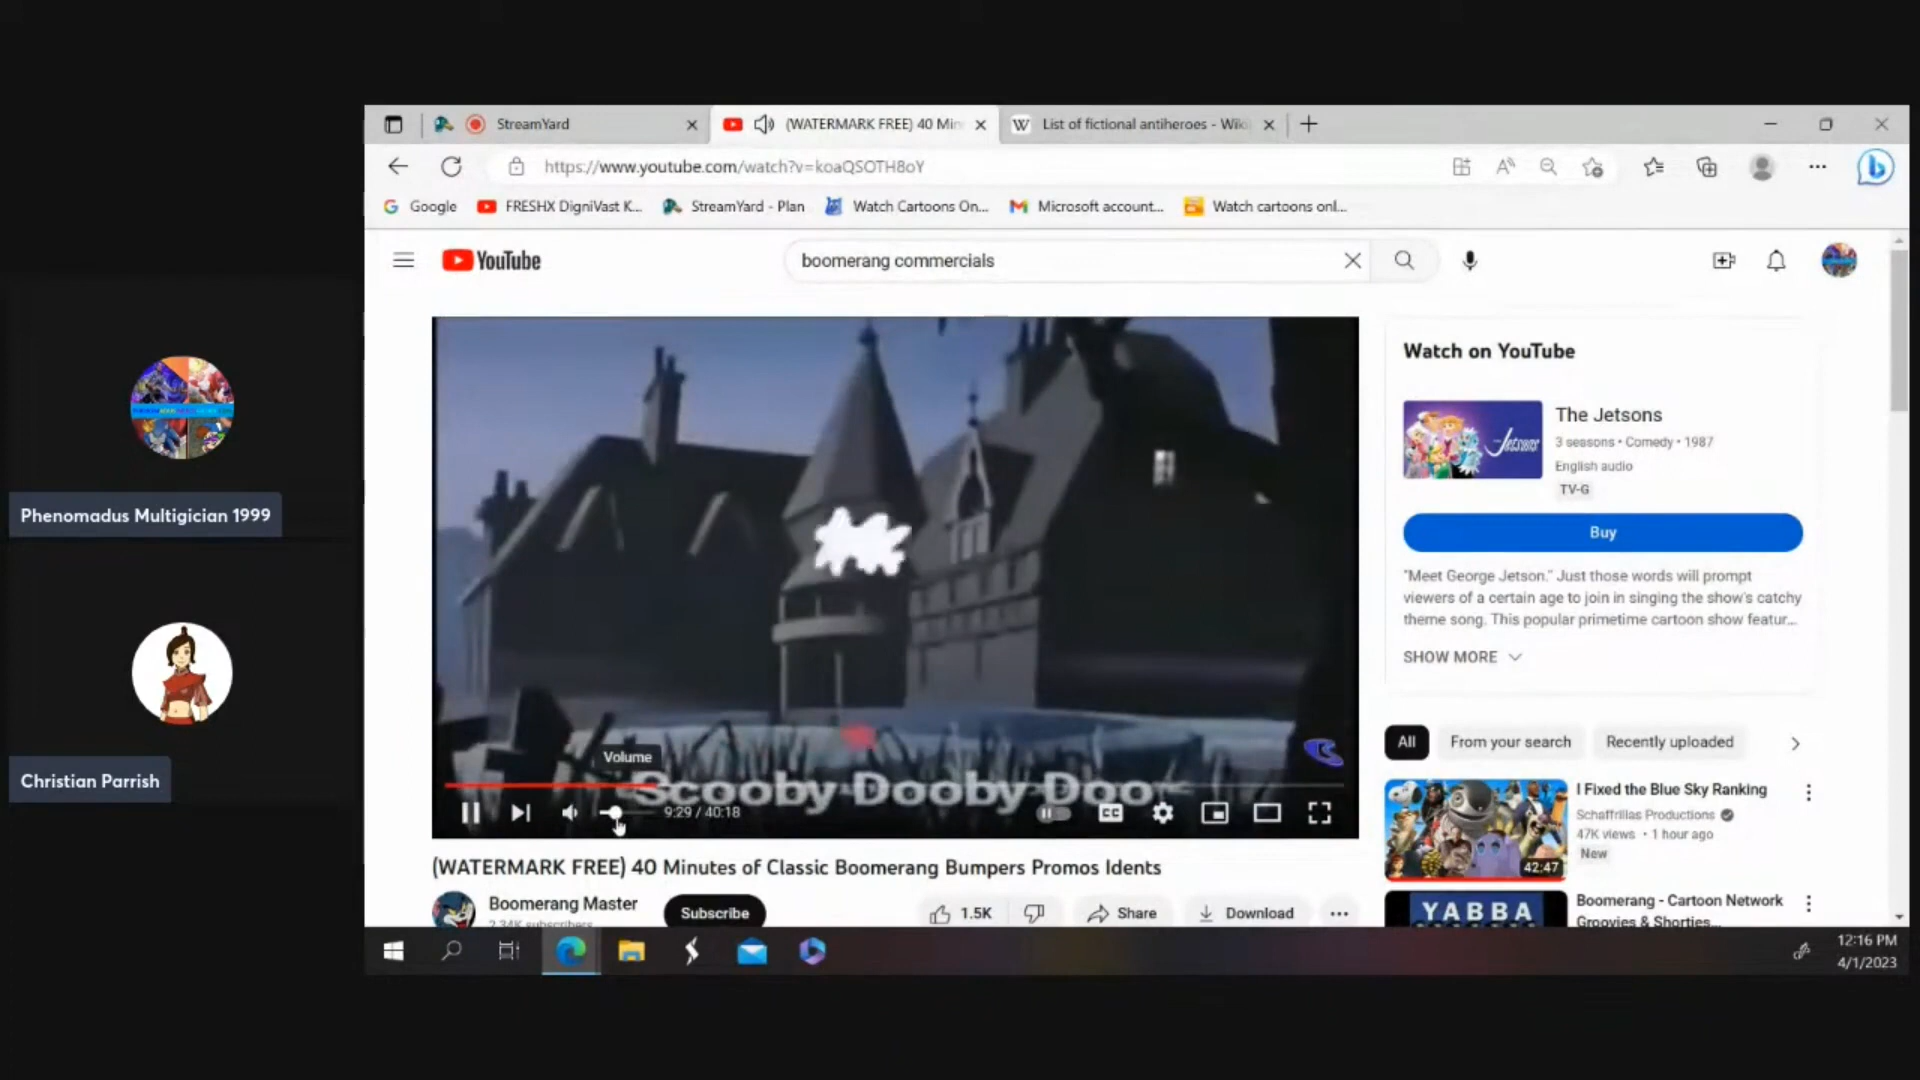 StreamYard
(WATERMARK FREE) 40 Min
List of fictional antiheroes - Wiki
https://www.youtube.com/watch?v=koaQSOTH8oY
Google
FRESHX DigniVast K...
StreamYard - Plan
Watch Cartoons On...
Microsoft account...
Watch cartoons onl...
YouTube
boomerang commercials
Watch on YouTube
The Jetsons
3 seasons • Comedy • 1987
English audio
TV-G
Buy
"Meet George Jetson." Just those words will prompt
viewers of a certain age to join in singing the show's catchy
theme song. This popular primetime cartoon show featur...
SHOW MORE
Phenomadus Multigician 1999
Christian Parrish
Volume
Scooby-Dooby-Doo
9:29 / 40:18
CC
(WATERMARK FREE) 40 Minutes of Classic Boomerang Bumpers Promos Idents
Boomerang Master
2.34K subscribers
Subscribe
1.5K
Share
Download
All
From your search
Recently uploaded
I Fixed the Blue Sky Ranking
Schaffrillas Productions
47K views • 1 hour ago
New
42:47
YABBA
Boomerang - Cartoon Network
Groovies & Shorties...
12:16 PM
4/1/2023